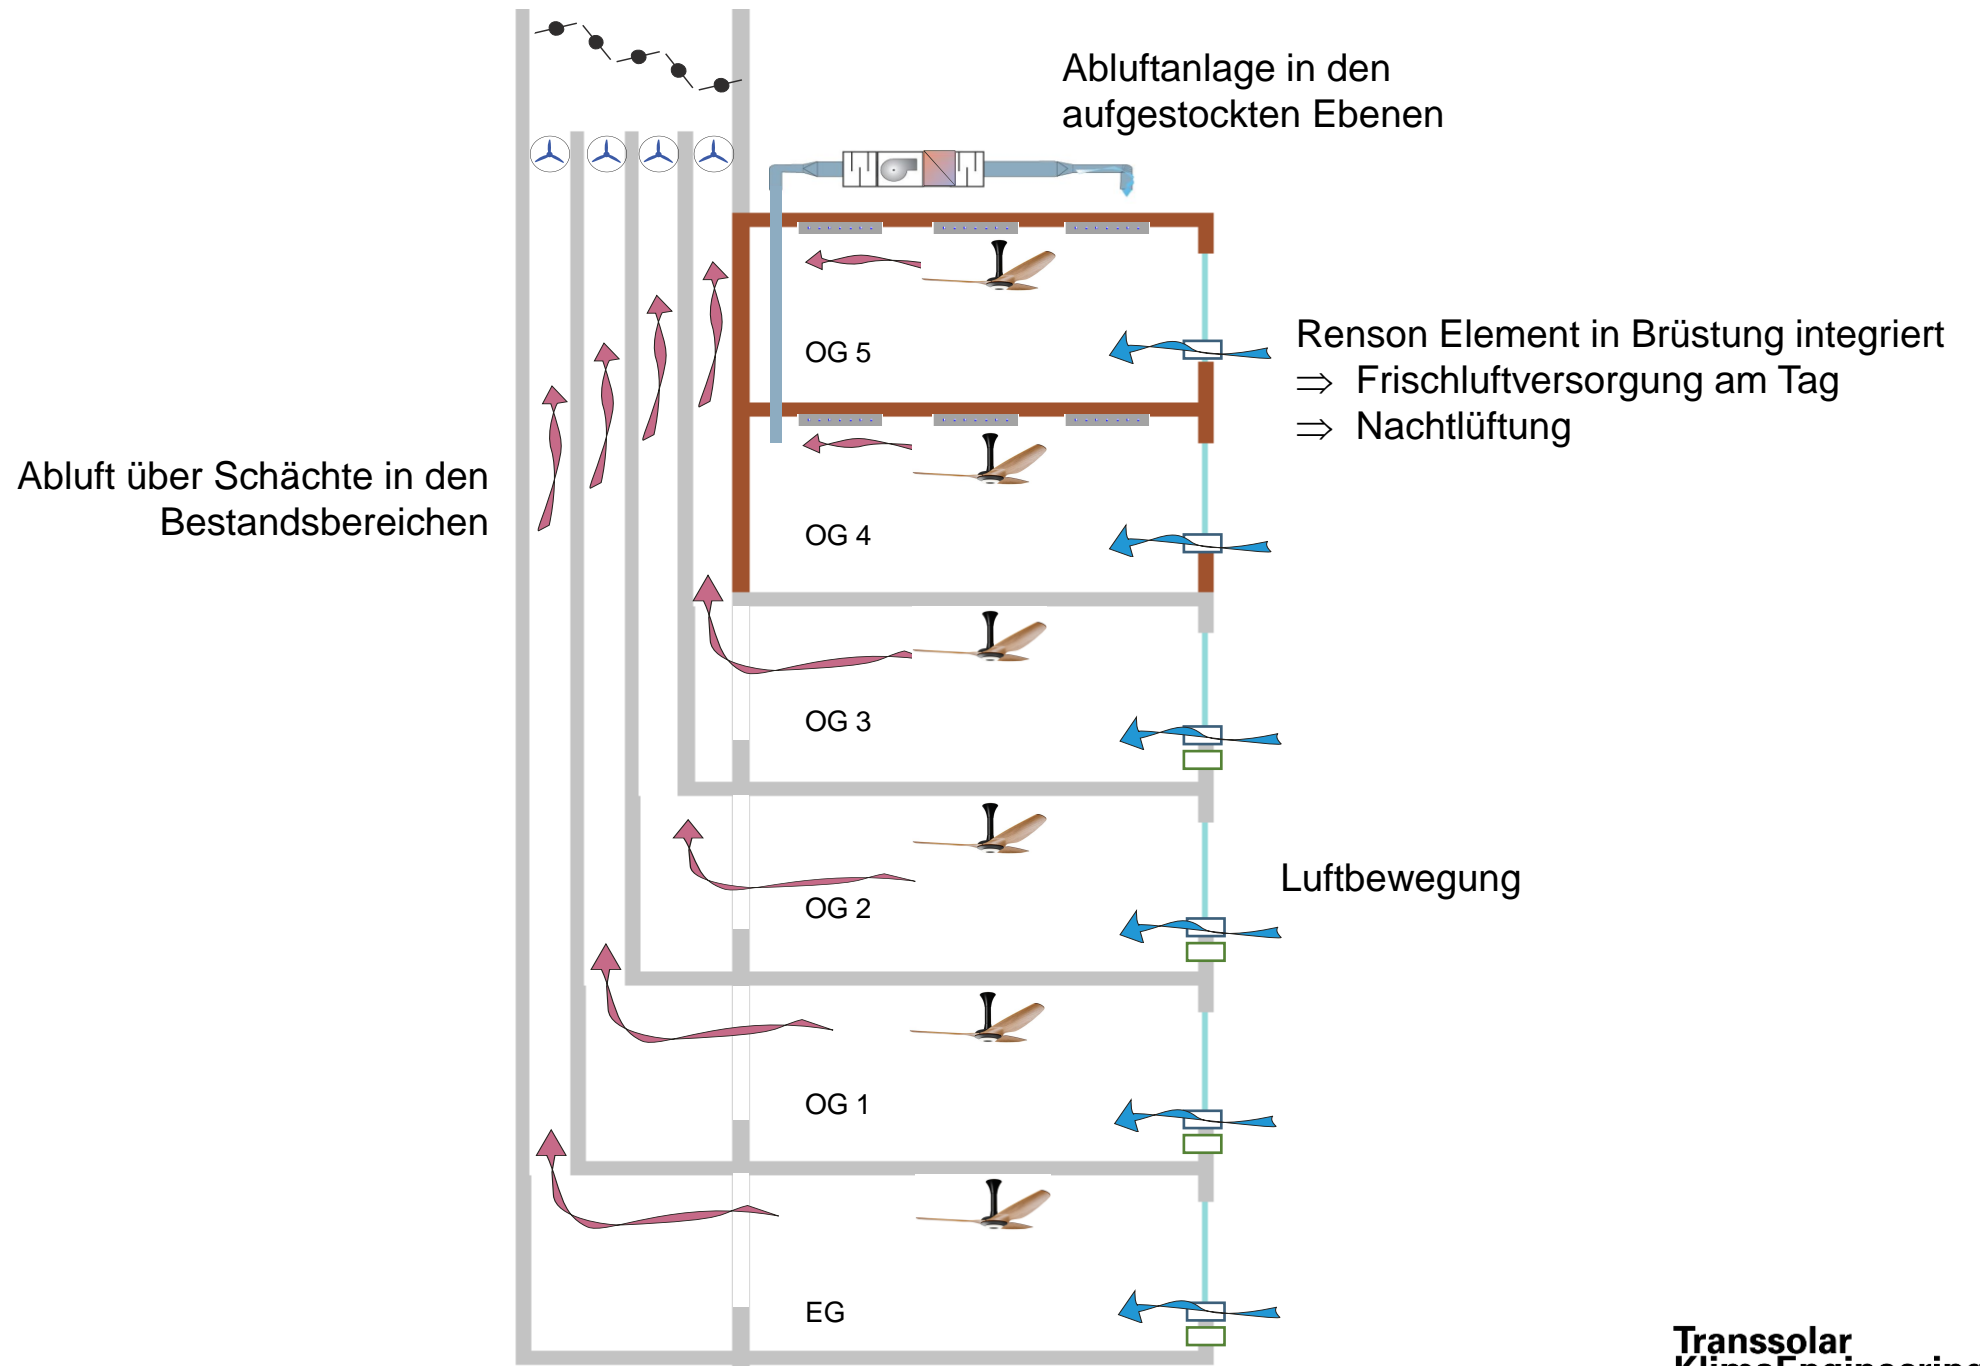 Abluftanlage in den
aufgestockten Ebenen
OG 5
Renson Element in Brüstung integriert
⇒ Frischluftversorgung am Tag
⇒ Nachtlüftung
Abluft über Schächte in den
Bestandsbereichen
OG 4
OG 3
Luftbewegung
OG 2
OG 1
EG
Transsolar
KlimaEngineering